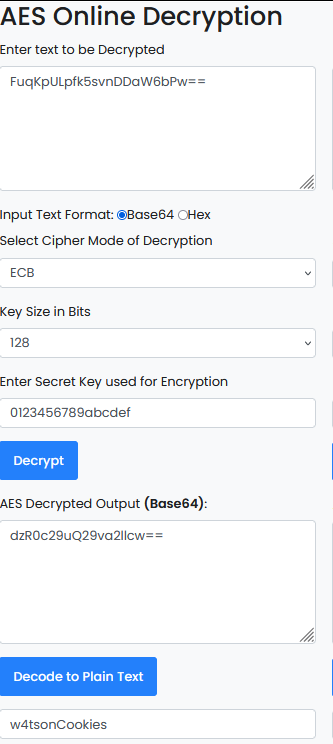 AES Online Decryption
Enter text to be Decrypted
FuqKpULpfk5svnDDaW6bPw==
Input Text Format: Base64 Hex
Select Cipher Mode of Decryption
ECB
Key Size in Bits
128
Enter Secret Key used for Encryption
0123456789abcdef
Decrypt
AES Decrypted Output (Base64):
dzR0c29uQ29va2llcw==
Decode to Plain Text
w4tsonCookies